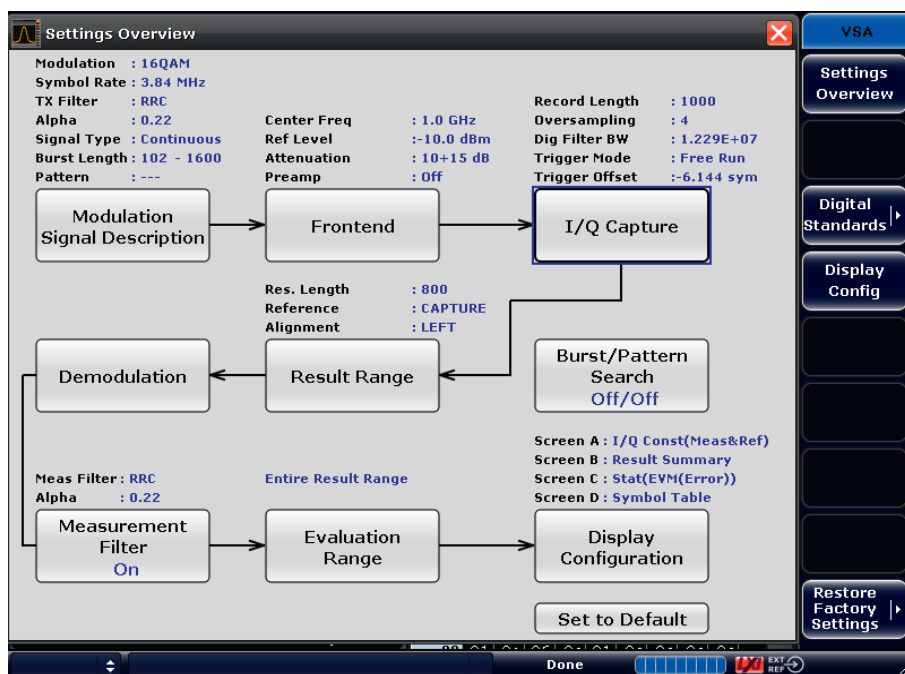 Settings Overview
VSA
Modulation : 16QAM
Symbol Rate : 3.84 MHz
TX Filter : RRC
Alpha : 0.22
Signal Type : Continuous
Burst Length : 102 - 1600
Pattern : ---
Center Freq : 1.0 GHz
Ref Level :-10.0 dBm
Attenuation : 10+15 dB
Preamp : Off
Record Length : 1000
Oversampling : 4
Dig Filter BW : 1.229E+07
Trigger Mode : Free Run
Trigger Offset :-6.144 sym
Modulation
Signal Description
Frontend
I/Q Capture
Res. Length : 800
Reference : CAPTURE
Alignment : LEFT
Demodulation
Result Range
Burst/Pattern
Search
Off/Off
Meas Filter : RRC
Alpha : 0.22
Entire Result Range
Screen A : I/Q Const(Meas&Ref)
Screen B : Result Summary
Screen C : Stat(EVM(Error))
Screen D : Symbol Table
Measurement
Filter
On
Evaluation
Range
Display
Configuration
Set to Default
Settings
Overview
Digital
Standards
Display
Config
Restore
Factory
Settings
Done
LXI
EXT
REF